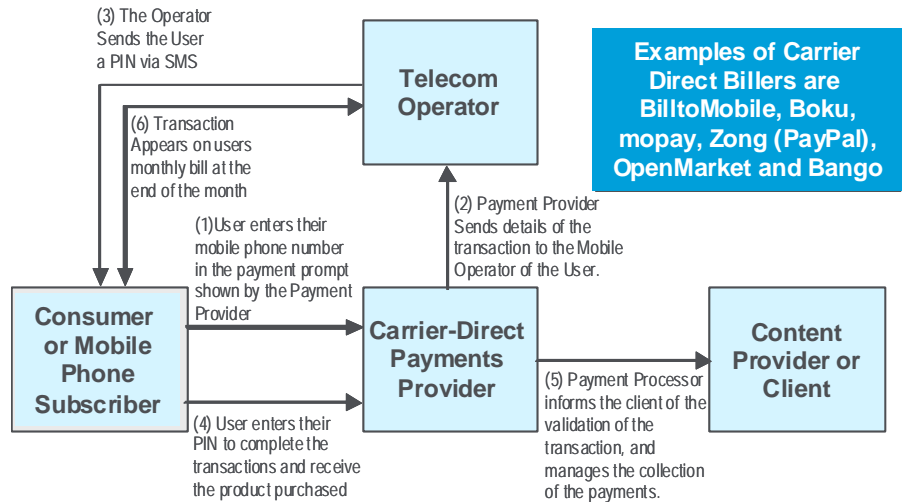 (3) The Operator
Sends the User
a PIN via SMS
Telecom
Operator
Examples of Carrier
Direct Billers are
BilltoMobile, Boku,
mopay, Zong (PayPal),
OpenMarket and Bango
(6) Transaction
Appears on users
monthly bill at the
end of the month
(2) Payment Provider
Sends details of the
transaction to the Mobile
Operator of the User.
(1)User enters their
mobile phone number
in the payment prompt
shown by the Payment
Provider
Consumer
or Mobile
Phone
Subscriber
Carrier-Direct
Payments
Provider
Content
Provider or
Client
(4) User enters their
PIN to complete the
transactions and receive
the product purchased
(5) Payment Processor
informs the client of the
validation of the
transaction, and
manages the collection
of the payments.